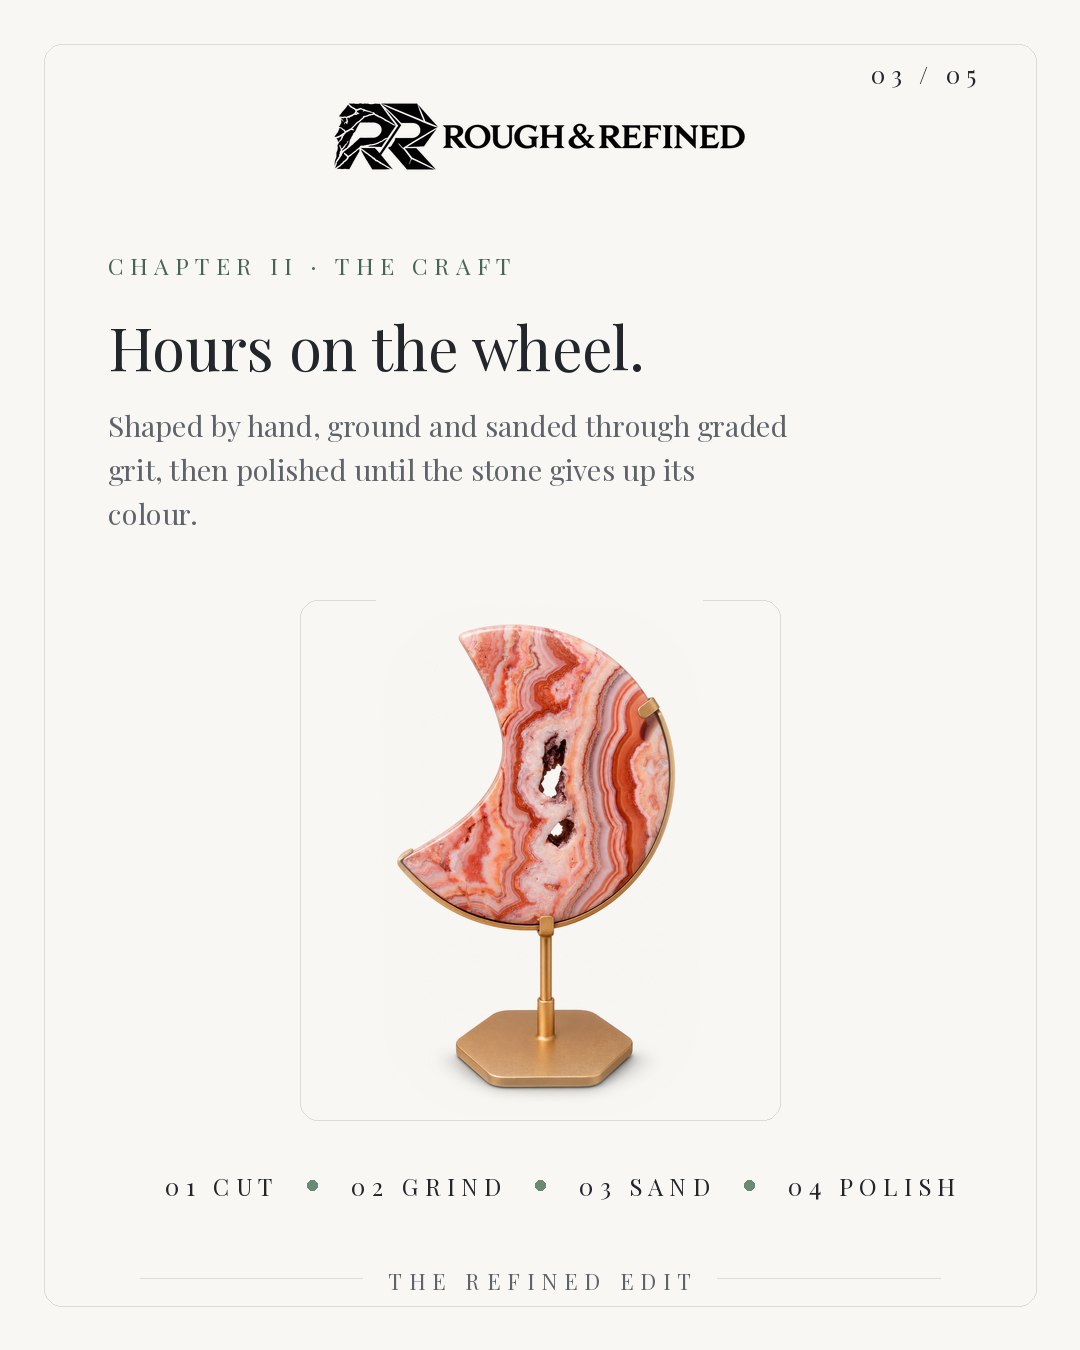 03 / 05
RR ROUGH & REFINED
CHAPTER II · THE CRAFT
Hours on the wheel.
Shaped by hand, ground and sanded through graded
grit, then polished until the stone gives up its
colour.
01 CUT • 02 GRIND • 03 SAND • 04 POLISH
THE REFINED EDIT